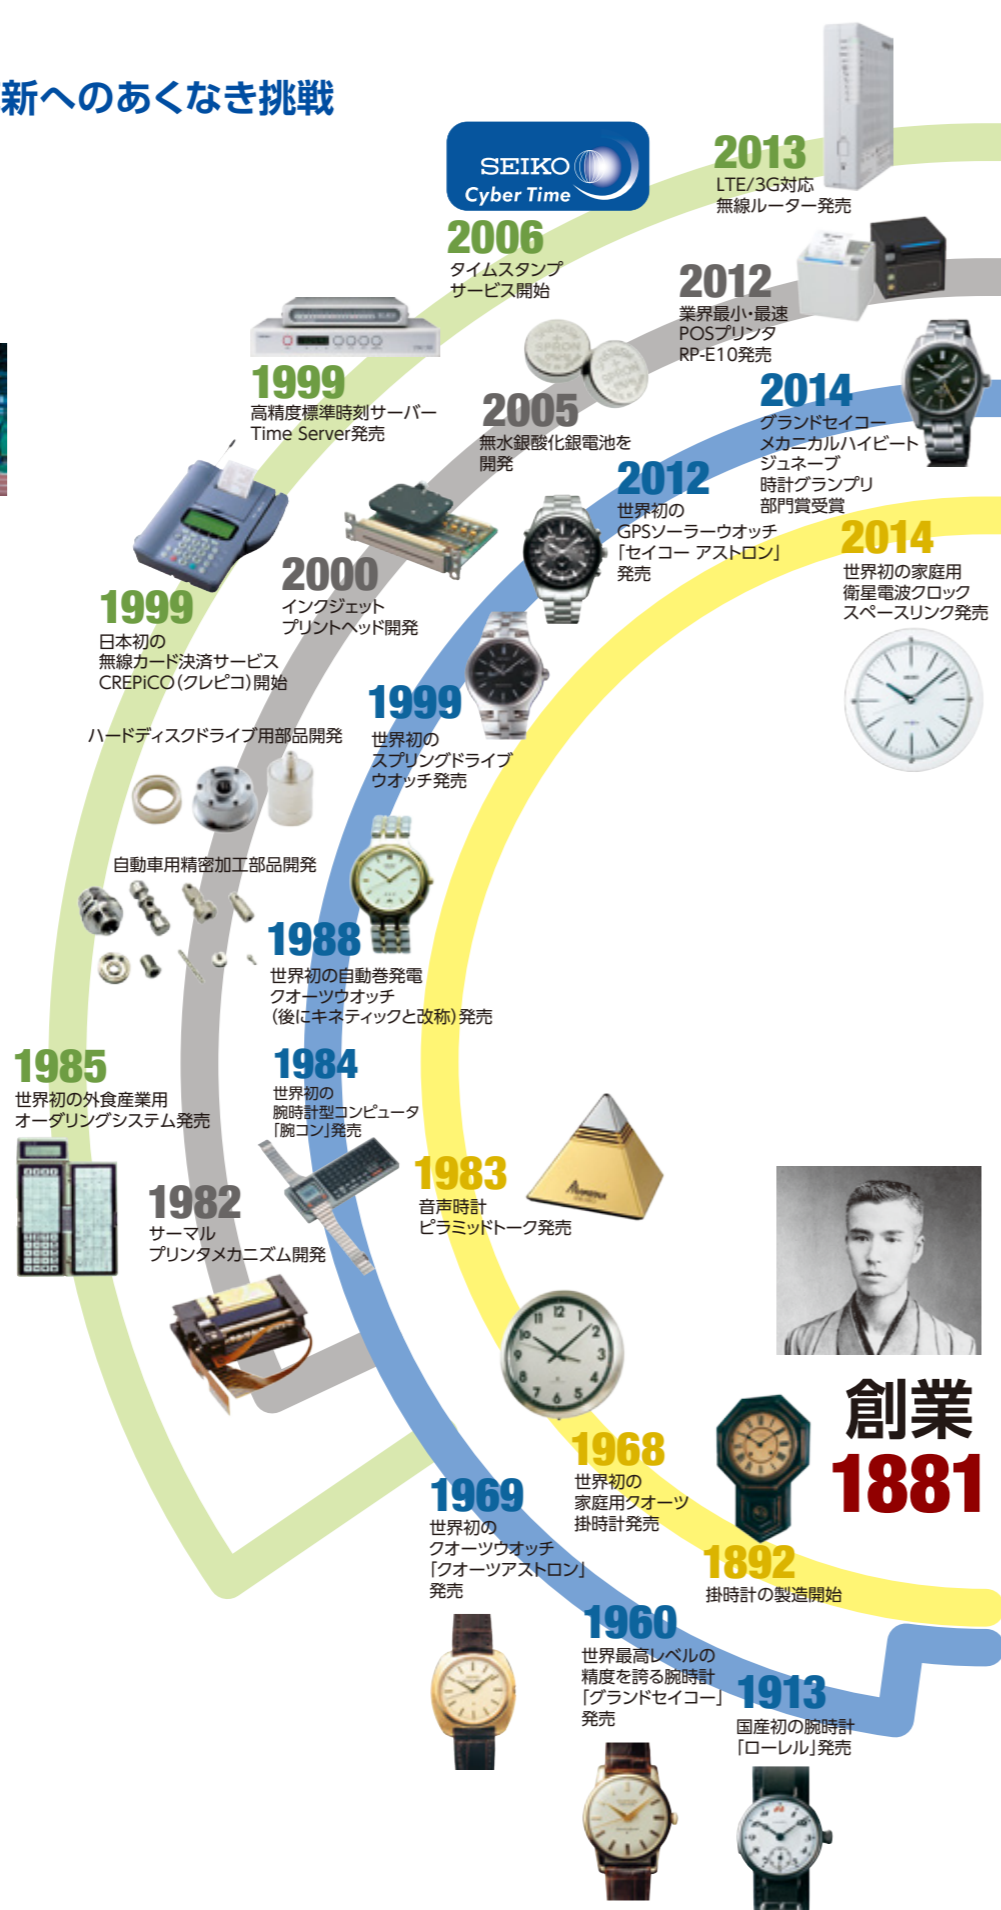 新へのあくなき挑戦
SEIKO
Cyber Time
2013
LTE/3G対応
無線ルーター発売
2006
タイムスタンプ
サービス開始
2012
業界最小・最速
POSプリンタ
RP-E10発売
1999
高精度標準時刻サーバー
Time Server発売
2005
無水銀酸化銀電池を
開発
2014
グランドセイコー
メカニカルハイビート
ジュネーブ
時計グランプリ
部門賞受賞
2012
世界初の
GPSソーラーウオッチ
「セイコー アストロン」
発売
2014
世界初の家庭用
衛星電波クロック
スペースリンク発売
2000
インクジェット
プリントヘッド開発
1999
日本初の
無線カード決済サービス
CREPiCO(クレピコ)開始
1999
世界初の
スプリングドライブ
ウオッチ発売
ハードディスクドライブ用部品開発
自動車用精密加工部品開発
1988
世界初の自動巻発電
クオーツウオッチ
(後にキネティックと改称)発売
1985
世界初の外食産業用
オーダリングシステム発売
1984
世界初の
腕時計型コンピュータ
「腕コン」発売
1983
音声時計
ピラミッドトーク発売
1982
サーマル
プリンタメカニズム開発
創業
1881
1968
世界初の
家庭用クオーツ
掛時計発売
1969
世界初の
クオーツウオッチ
「クオーツアストロン」
発売
1892
掛時計の製造開始
1960
世界最高レベルの
精度を誇る腕時計
「グランドセイコー」
発売
1913
国産初の腕時計
「ローレル」発売